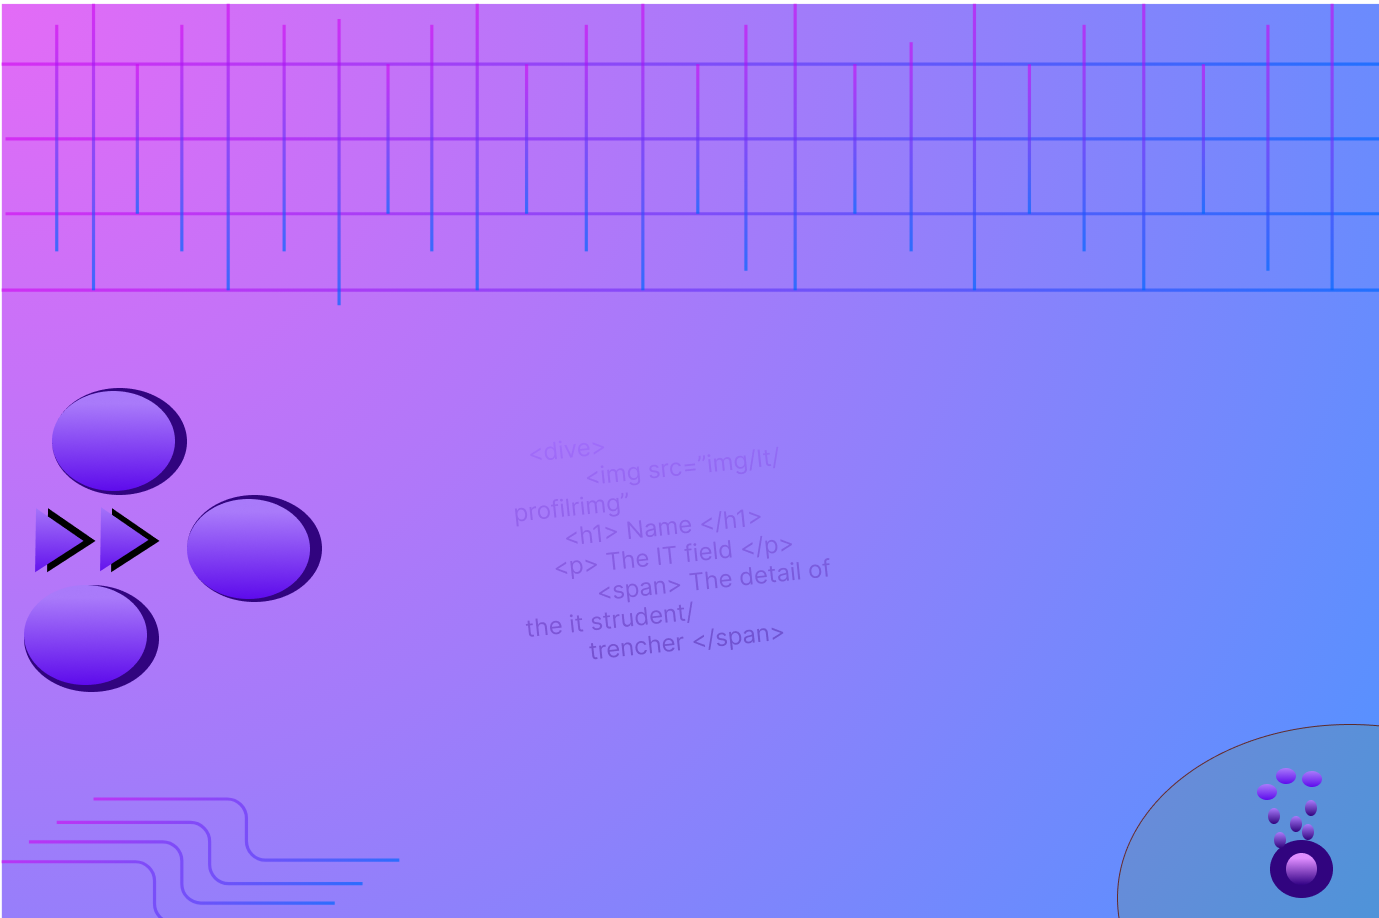 <dive>
<img src="img/It/
profilrimg"
<h1> Name </h1>
<p> The IT field </p>
<span> The detail of
the it strudent/
trencher </span>